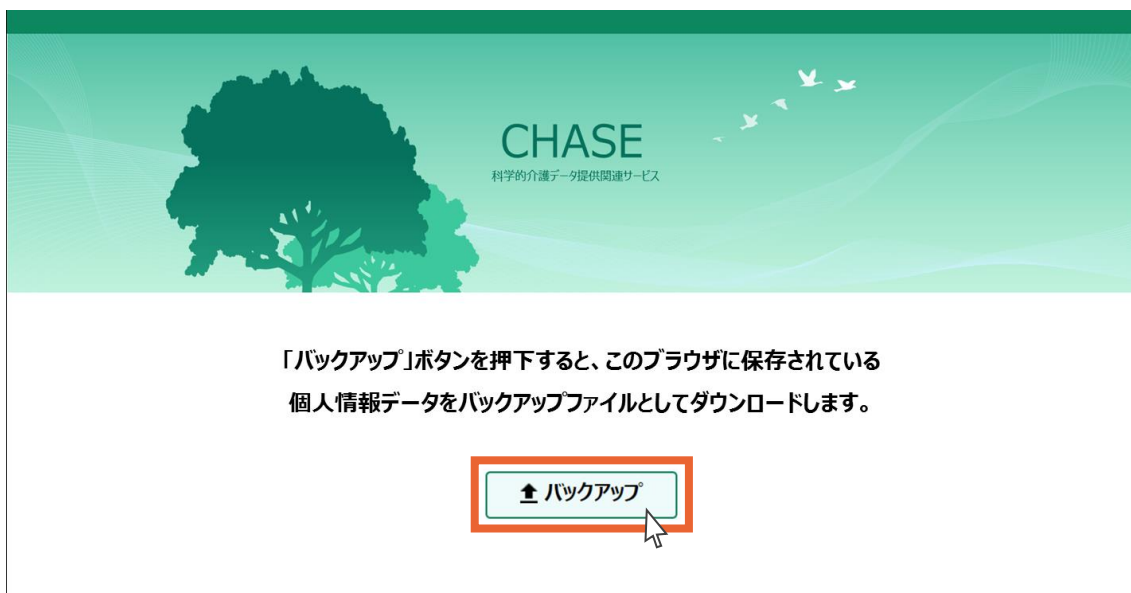 CHASE
科学的介護データ提供関連サービス
「バックアップ」ボタンを押下すると、このブラウザに保存されている
個人情報データをバックアップファイルとしてダウンロードします。
バックアップ